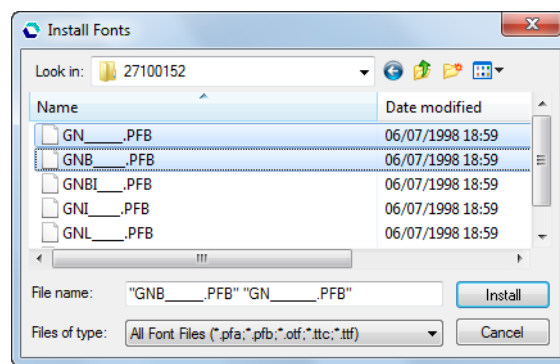 Install Fonts
Look in: 27100152
Name Date modified
GN______.PFB 06/07/1998 18:59
GNB_____.PFB 06/07/1998 18:59
GNBI____.PFB 06/07/1998 18:59
GNI_____.PFB 06/07/1998 18:59
GNL_____.PFB 06/07/1998 18:59
File name: "GNB_____.PFB" "GN______.PFB" Install
Files of type: All Font Files (*.pfa;*.pfb;*.otf;*.ttc;*.ttf) Cancel